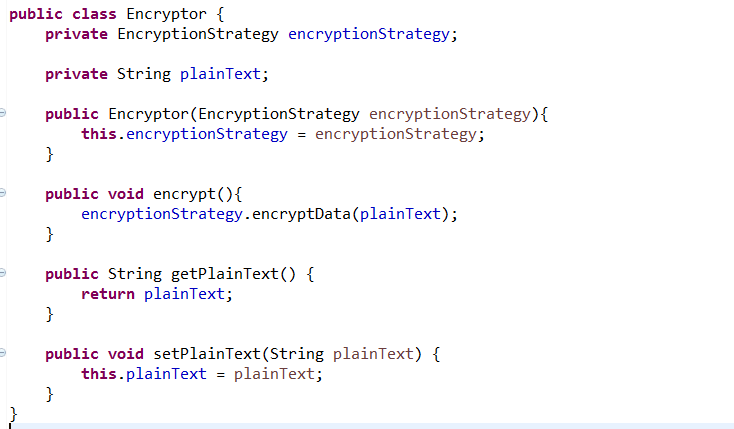 public class Encryptor {
    private EncryptionStrategy encryptionStrategy;
    private String plainText;
    public Encryptor(EncryptionStrategy encryptionStrategy){
        this.encryptionStrategy = encryptionStrategy;
    }
    public void encrypt(){
        encryptionStrategy.encryptData(plainText);
    }
    public String getPlainText() {
        return plainText;
    }
    public void setPlainText(String plainText) {
        this.plainText = plainText;
    }
}